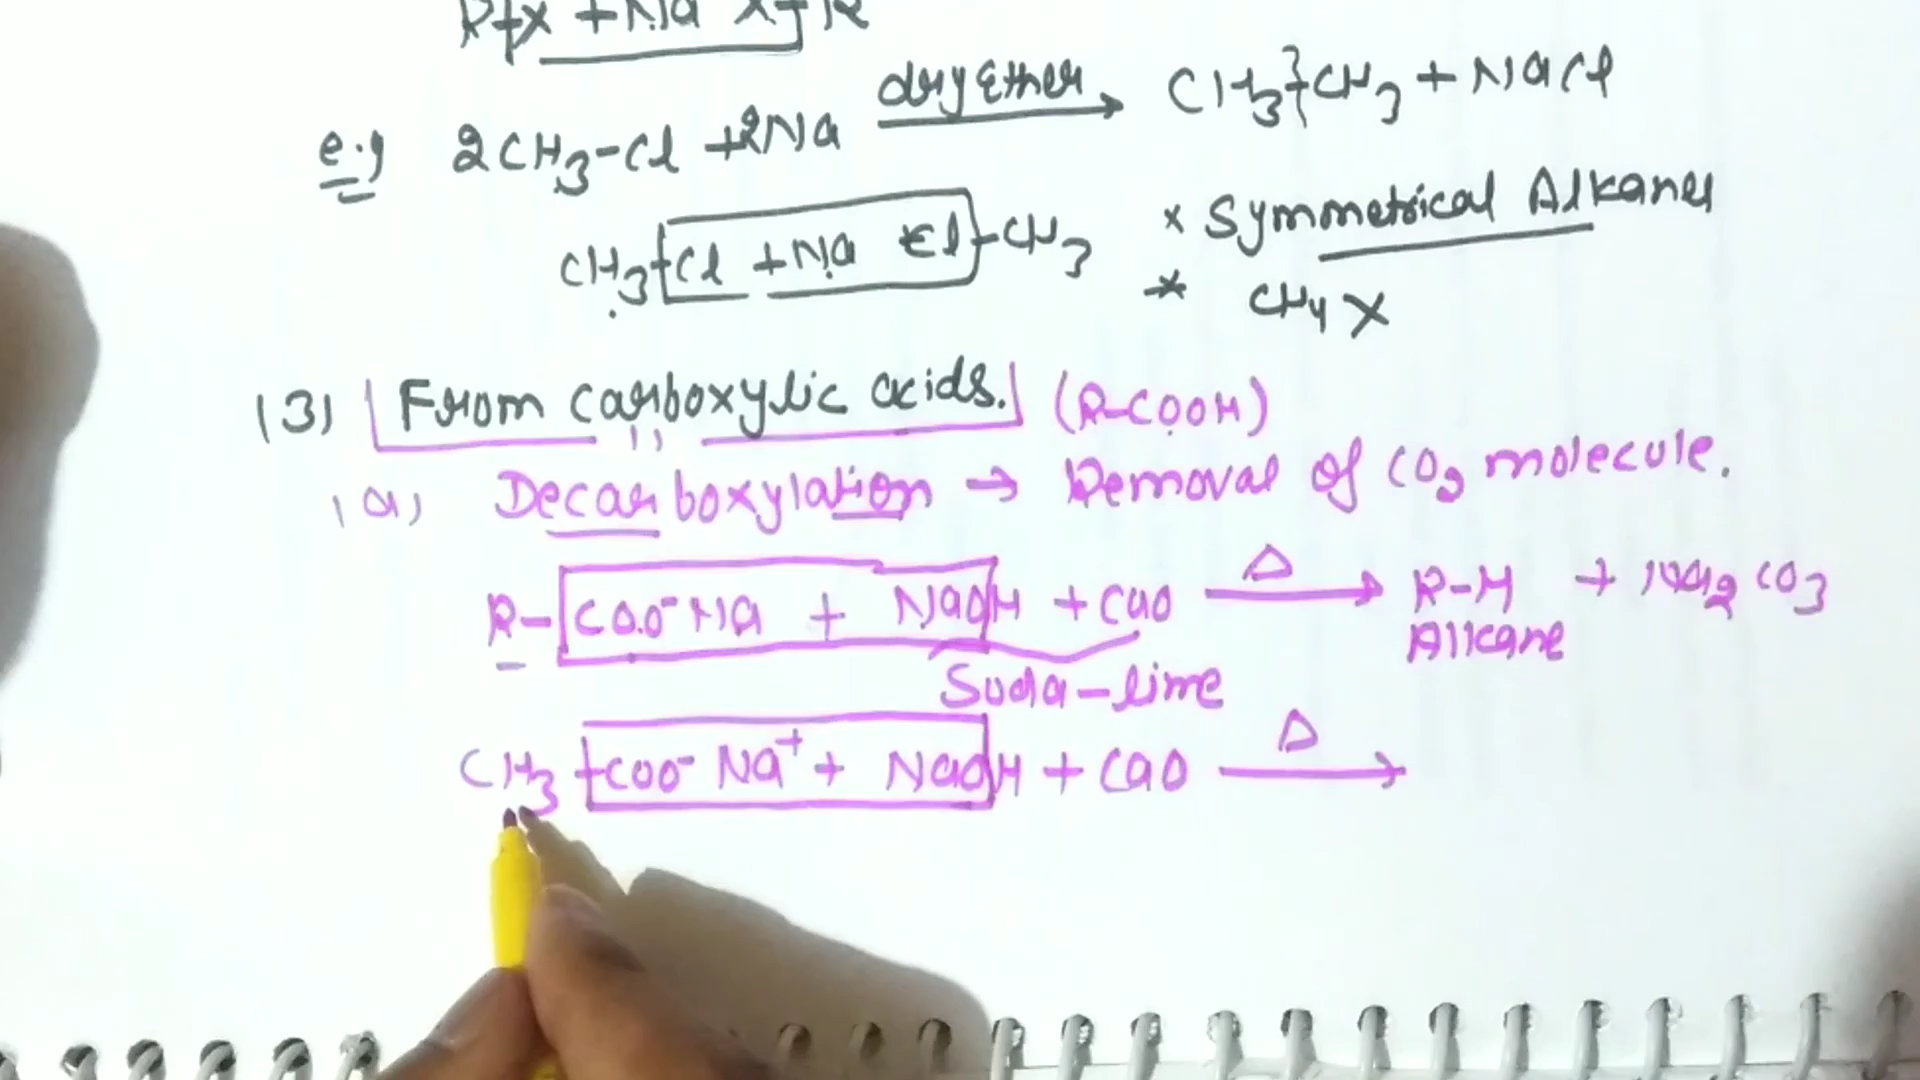 R-x + Na x-R
e.g 2CH3-Cl +2Na dry Ether → CH3-CH3 + NaCl
CH3-Cl + Na Cl-CH3
x Symmetrical Alkanes
* CH4 X
(3) From carboxylic acids. (R-COOH)
(a) Decarboxylation → Removal of CO2 molecule.
R-COO⁻Na + NaOH + CaO Δ → R-H + Na2CO3
Alkane
Soda-lime
CH3-COO⁻Na⁺ + NaOH + CaO Δ →